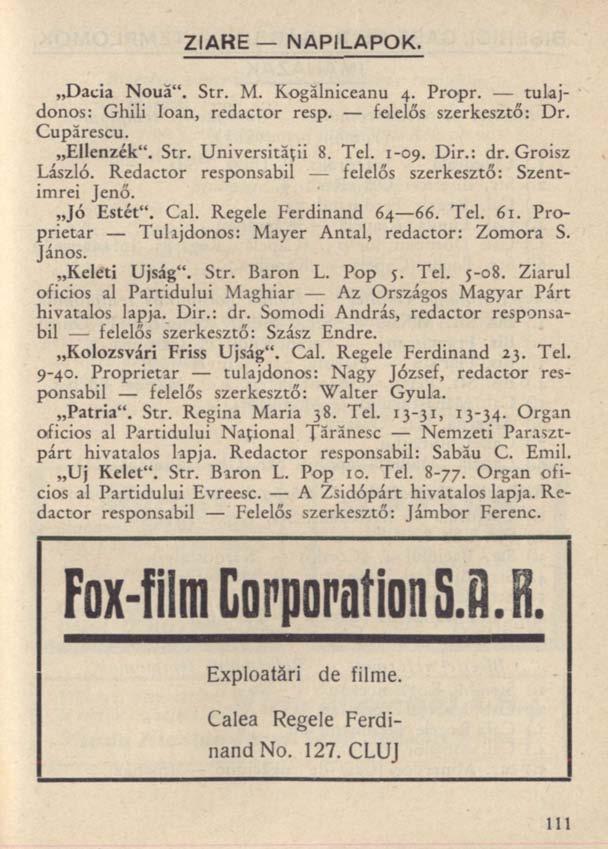 ZIARE — NAPILAPOK.
„Dacia Nouă“. Str. M. Kogălniceanu 4. Propr. — tulaj-
donos: Ghili Ioan, redactor resp. — felelős szerkesztő: Dr.
Cupărescu.
„Ellenzék“. Str. Universităţii 8. Tel. 1-09. Dir.: dr. Groisz
László. Redactor responsabil — felelős szerkesztő: Szent-
imrei Jenő.
„Jó Estét“. Cal. Regele Ferdinand 64—66. Tel. 61. Pro-
prietar — Tulajdonos: Mayer Antal, redactor: Zomora S.
János.
„Keleti Ujság“. Str. Baron L. Pop 5. Tel. 5-08. Ziarul
oficios al Partidului Maghiar — Az Országos Magyar Párt
hivatalos lapja. Dir.: dr. Somodi András, redactor responsa-
bil — felelős szerkesztő: Szász Endre.
„Kolozsvári Friss Ujság“. Cal. Regele Ferdinand 23. Tel.
9-40. Proprietar — tulajdonos: Nagy József, redactor res-
ponsabil — felelős szerkesztő: Walter Gyula.
„Patria“. Str. Regina Maria 38. Tel. 13-31, 13-34. Organ
oficios al Partidului Naţional Ţărănesc — Nemzeti Paraszt-
párt hivatalos lapja. Redactor responsabil: Sabău C. Emil.
„Uj Kelet“. Str. Baron L. Pop 10. Tel. 8-77. Organ ofi-
cios al Partidului Evreesc. — A Zsidópárt hivatalos lapja. Re-
dactor responsabil — Felelős szerkesztő: Jámbor Ferenc.
Fox-film Corporation S.A.R.
Exploatări de filme.
Calea Regele Ferdi-
nand No. 127. CLUJ
111